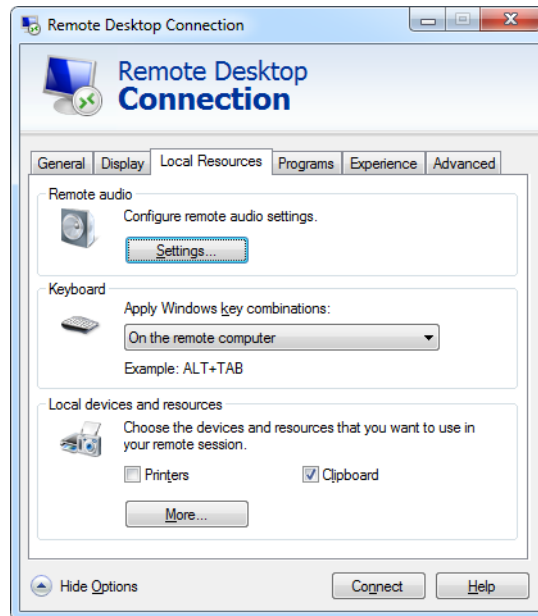 Remote Desktop Connection
Remote Desktop
Connection
General Display Local Resources Programs Experience Advanced
Remote audio
Configure remote audio settings.
Settings...
Keyboard
Apply Windows key combinations:
On the remote computer
Example: ALT+TAB
Local devices and resources
Choose the devices and resources that you want to use in
your remote session.
Printers Clipboard
More...
Hide Options Connect Help